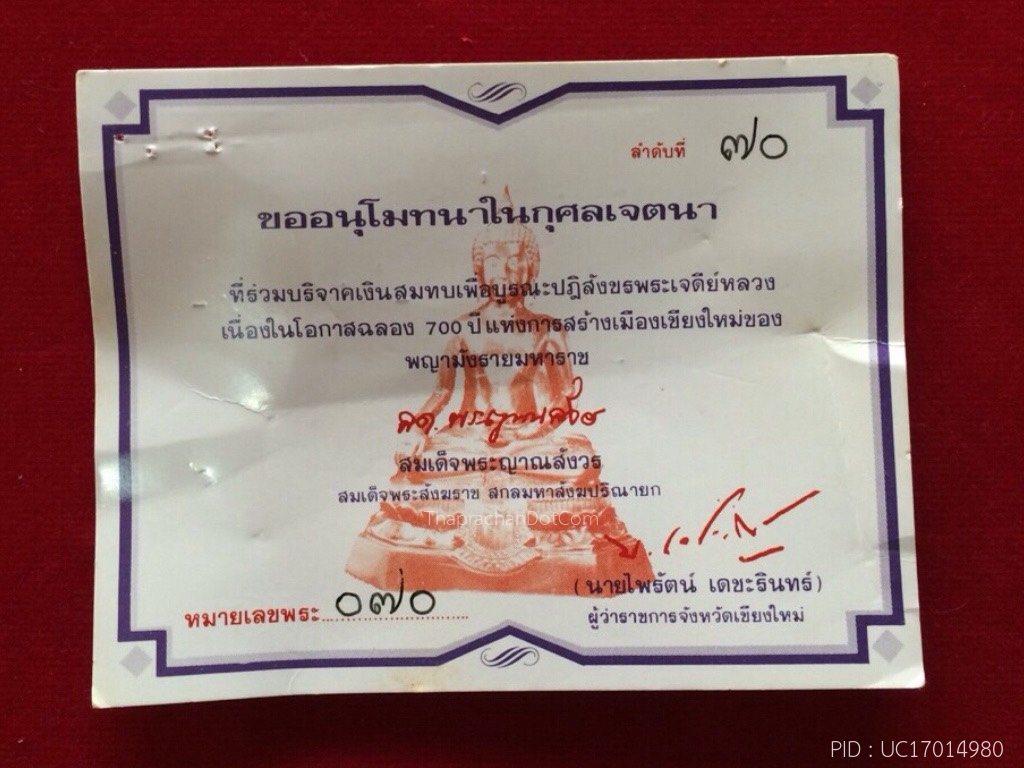 ลำดับที่ ๗๐
ขออนุโมทนาในกุศลเจตนา
ที่ร่วมบริจาคเงินสมทบเพื่อบูรณะปฎิสังขรพระเจดีย์หลวง
เนื่องในโอกาสฉลอง 700 ปี แห่งการสร้างเมืองเชียงใหม่ของ
พญามังรายมหาราช
สมเด็จพระญาณสังวร
สมเด็จพระสังฆราช สกลมหาสังฆปริณายก
ThaprachanDotCom
(นายไพรัตน์ เดชะรินทร์)
ผู้ว่าราชการจังหวัดเชียงใหม่
หมายเลขพระ ๐๗๐
PID : UC17014980